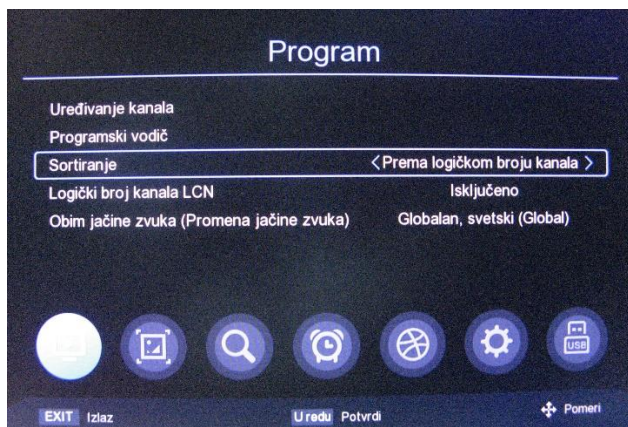 Program
Uređivanje kanala
Programski vodič
Sortiranje <Prema logičkom broju kanala >
Logički broj kanala LCN Isključeno
Obim jačine zvuka (Promena jačine zvuka) Globalan, svetski (Global)
USB
EXIT Izlaz U redu Potvrdi Pomeri